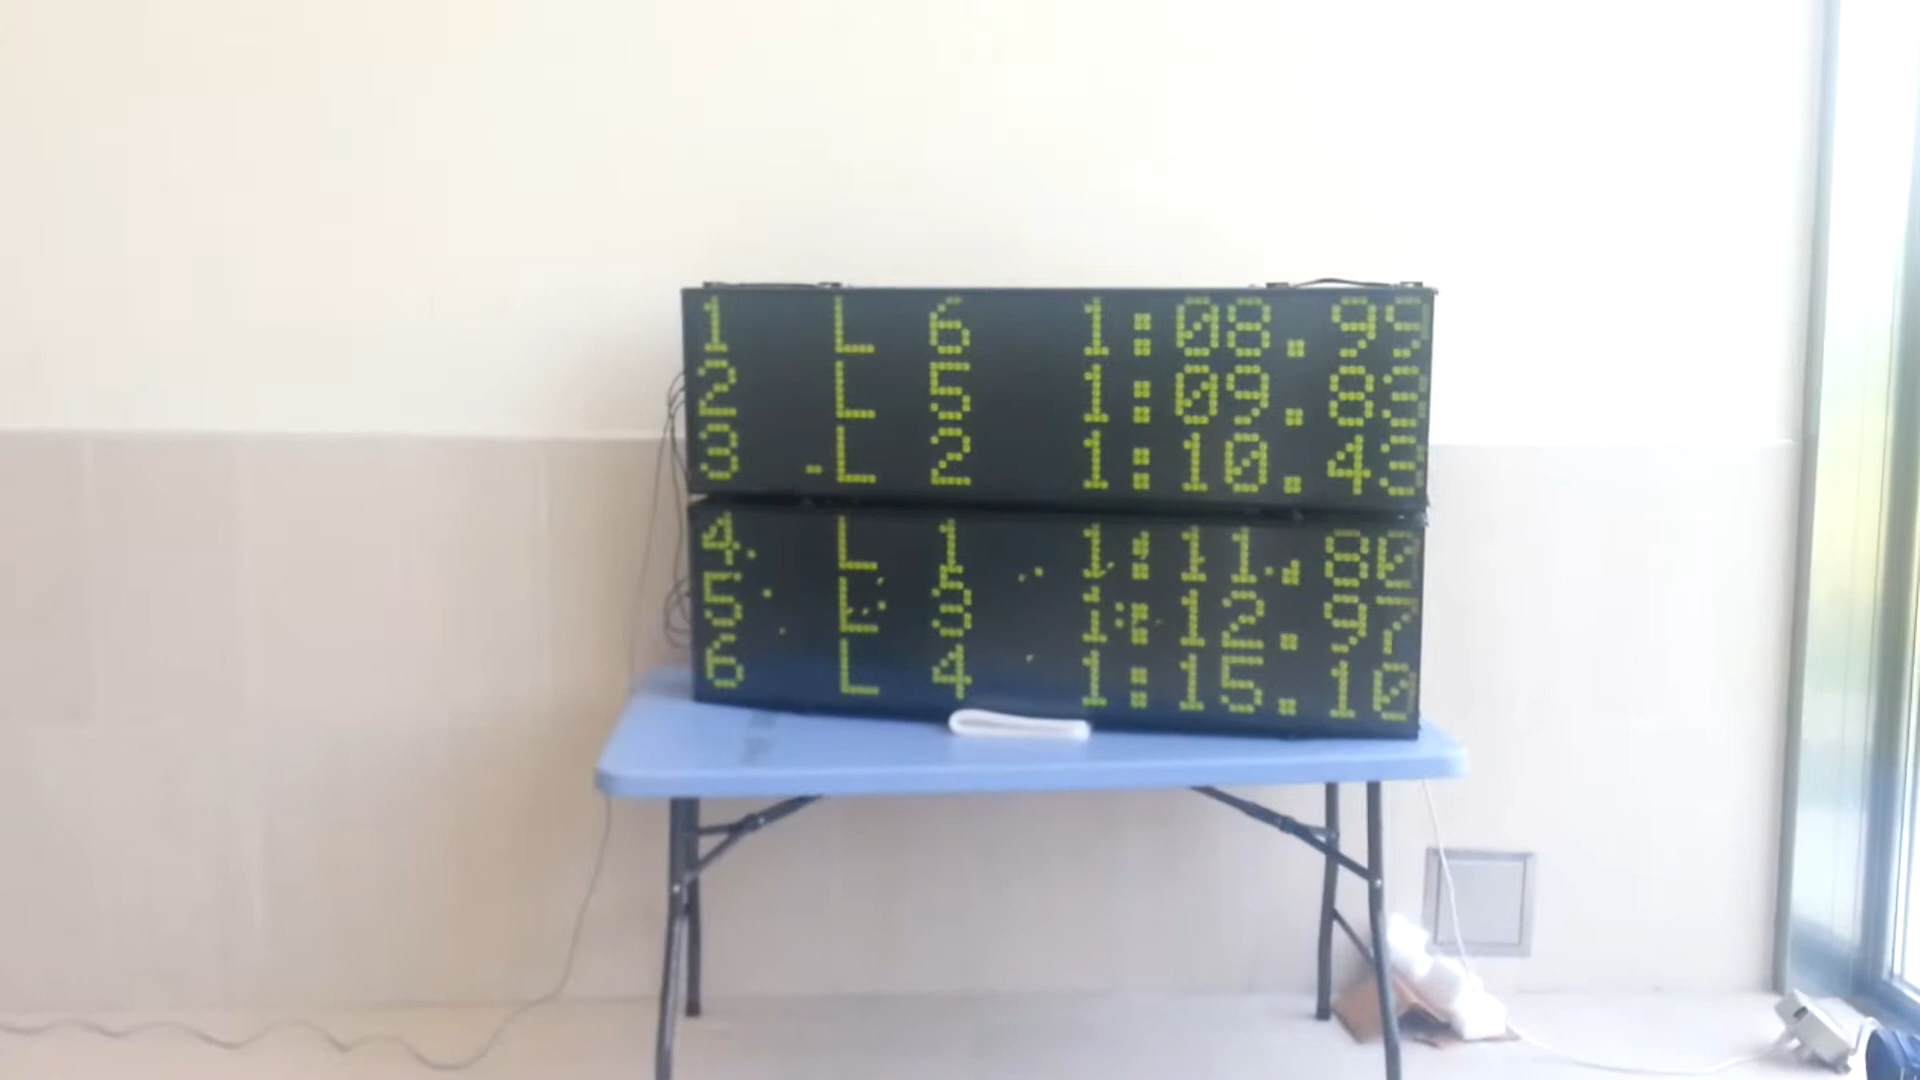 1 L 6 1:08.99
2 L 5 1:09.83
3 L 2 1:10.43
4 L 1 1:11.80
5 L 3 1:12.97
6 L 4 1:15.10